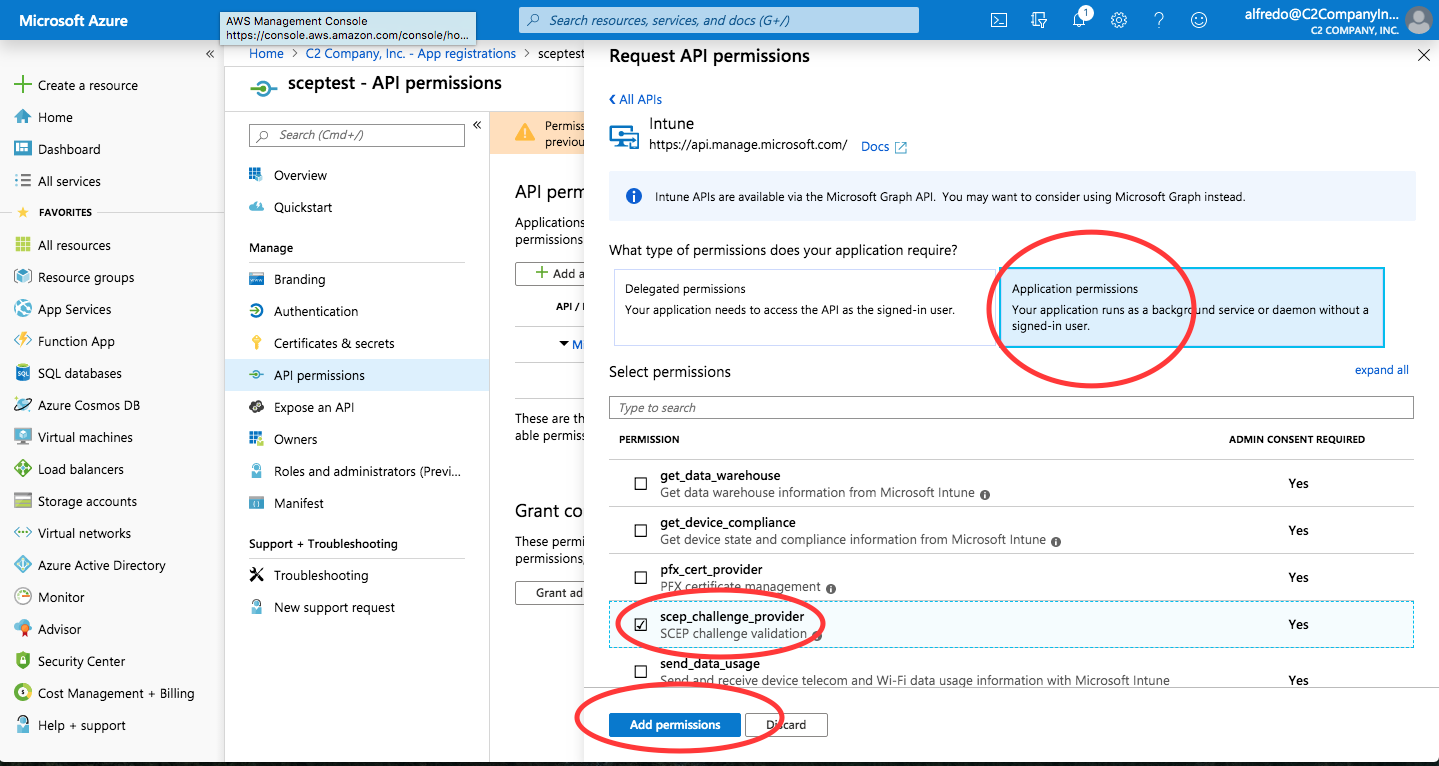 Microsoft Azure
AWS Management Console
https://console.aws.amazon.com/console/ho...
Search resources, services, and docs (G+/)
1
alfredo@C2CompanyIn...
C2 COMPANY, INC.
Home > C2 Company, Inc. - App registrations > sceptest
Create a resource
Home
Dashboard
All services
FAVORITES
All resources
Resource groups
App Services
Function App
SQL databases
Azure Cosmos DB
Virtual machines
Load balancers
Storage accounts
Virtual networks
Azure Active Directory
Monitor
Advisor
Security Center
Cost Management + Billing
Help + support
sceptest - API permissions
Search (Cmd+/)
Overview
Quickstart
Manage
Branding
Authentication
Certificates & secrets
API permissions
Expose an API
Owners
Roles and administrators (Previ...
Manifest
Support + Troubleshooting
Troubleshooting
New support request
Permiss
previou
API perm
Applications
permissions
Add a
API /
Mi
These are th
able permiss
Grant co
These permi
permissions,
Grant ad
Request API permissions
All APIs
Intune
https://api.manage.microsoft.com/ Docs
Intune APIs are available via the Microsoft Graph API. You may want to consider using Microsoft Graph instead.
What type of permissions does your application require?
Delegated permissions
Your application needs to access the API as the signed-in user.
Application permissions
Your application runs as a background service or daemon without a
signed-in user.
Select permissions
expand all
Type to search
PERMISSION ADMIN CONSENT REQUIRED
get_data_warehouse
Get data warehouse information from Microsoft Intune
Yes
get_device_compliance
Get device state and compliance information from Microsoft Intune
Yes
pfx_cert_provider
PFX certificate management
Yes
scep_challenge_provider
SCEP challenge validation
Yes
send_data_usage
Send and receive device telecom and Wi-Fi data usage information with Microsoft Intune
Yes
Add permissions
Discard